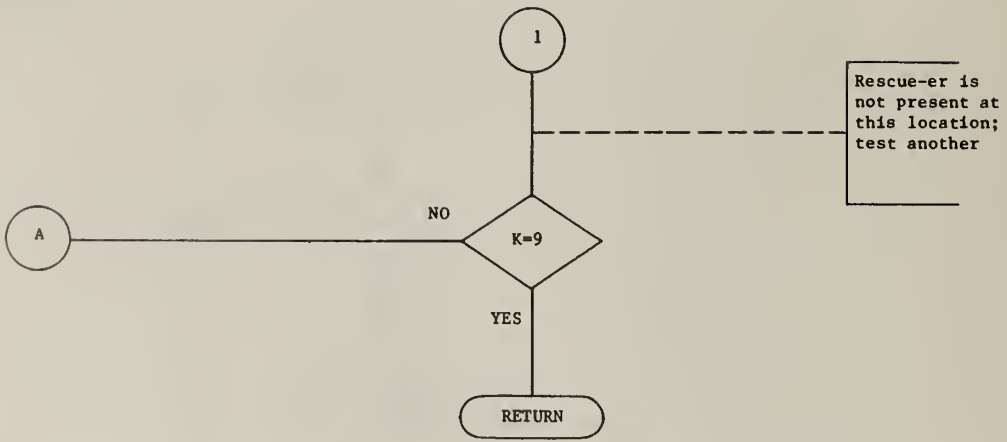 1
Rescue-er is
not present at
this location;
test another
NO
A
K=9
YES
RETURN